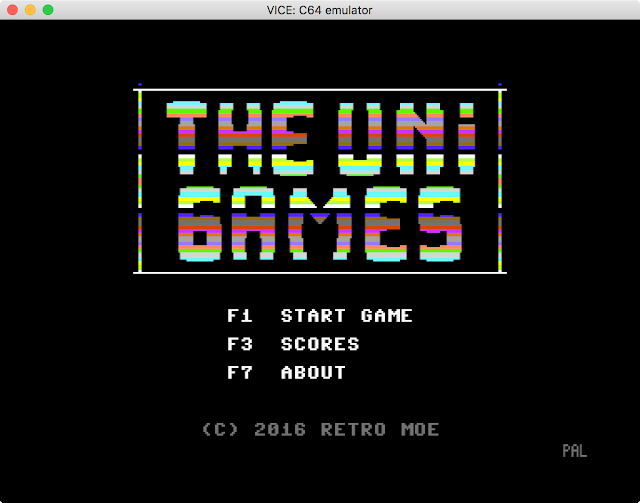 VICE: C64 emulator
THE UNi
GAMES
F1 START GAME
F3 SCORES
F7 ABOUT
(C) 2016 RETRO MOE
PAL